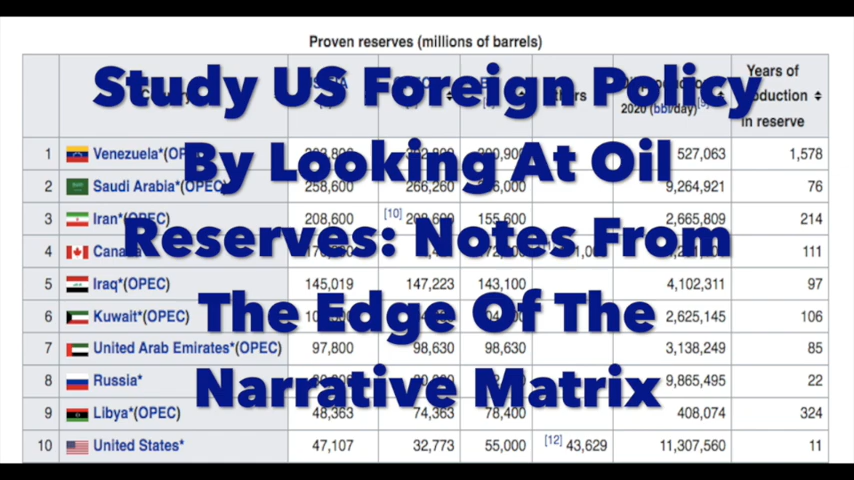 Proven reserves (millions of barrels)
Study US Foreign Policy
By Looking At Oil
Reserves: Notes From
The Edge Of The
Narrative Matrix
Years of
2020 (bbl/day)
in reserve
1 Venezuela* 527,063 1,578
2 Saudi Arabia*(OPEC) 258,600 266,260 9,264,921 76
3 Iran*(OPEC) 208,600 [10] 155,600 2,665,809 214
4 111
5 Iraq*(OPEC) 145,019 147,223 143,100 4,102,311 97
6 Kuwait*(OPEC) 2,625,145 106
7 United Arab Emirates*(OPEC) 97,800 98,630 98,630 3,138,249 85
8 Russia* 9,865,495 22
9 Libya*(OPEC) 48,363 74,363 78,400 408,074 324
10 United States* 47,107 32,773 55,000 [12] 43,629 11,307,560 11